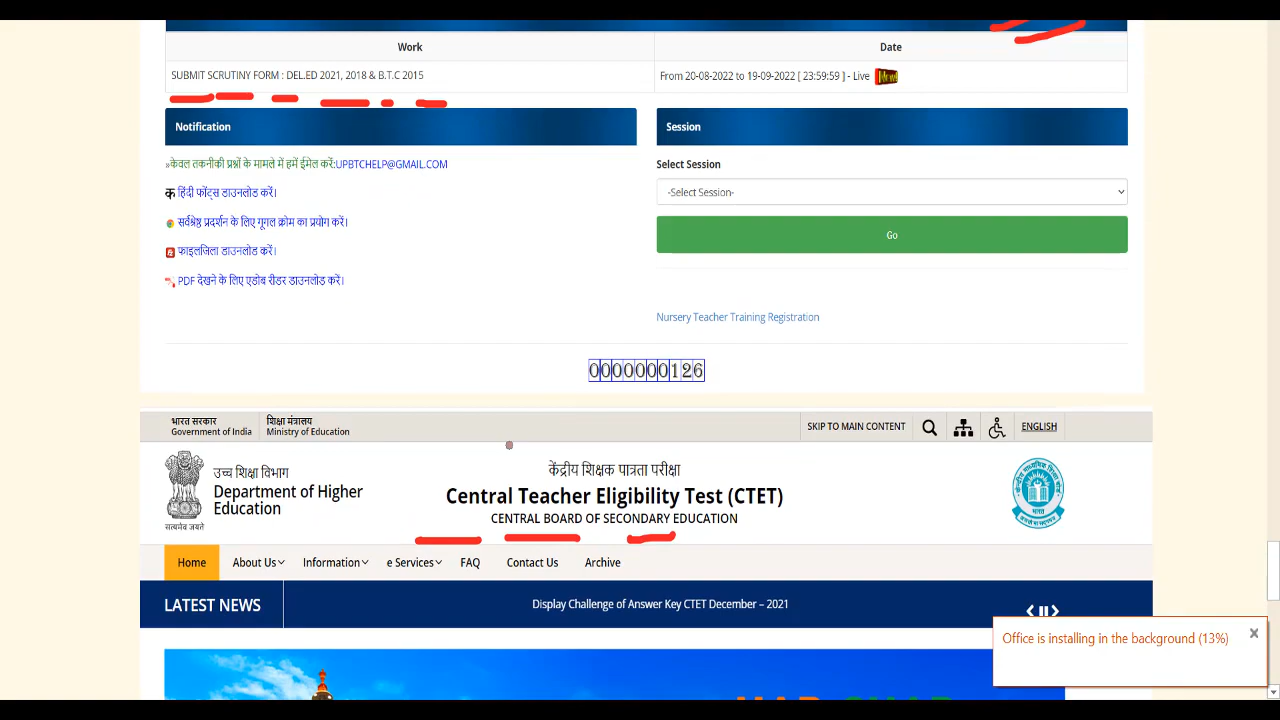 Work Date
SUBMIT SCRUTINY FORM : DEL.ED 2021, 2018 & B.T.C 2015 From 20-08-2022 to 19-09-2022 [ 23:59:59 ] - Live
Notification
»केवल तकनीकी प्रश्नों के मामले में हमें ईमेल करें:UPBTCHELP@GMAIL.COM
क हिंदी फोंट्स डाउनलोड करें।
सर्वश्रेष्ठ प्रदर्शन के लिए गूगल क्रोम का प्रयोग करें।
फाइलजिला डाउनलोड करें।
PDF देखने के लिए एडोब रीडर डाउनलोड करें।
Session
Select Session
-Select Session-
Go
Nursery Teacher Training Registration
0000000126
भारत सरकार शिक्षा मंत्रालय
Government of India Ministry of Education
SKIP TO MAIN CONTENT ENGLISH
उच्च शिक्षा विभाग
Department of Higher
Education
सत्यमेव जयते
केंद्रीय शिक्षक पात्रता परीक्षा
Central Teacher Eligibility Test (CTET)
CENTRAL BOARD OF SECONDARY EDUCATION
Home About Us Information e Services FAQ Contact Us Archive
LATEST NEWS Display Challenge of Answer Key CTET December – 2021
Office is installing in the background (13%)